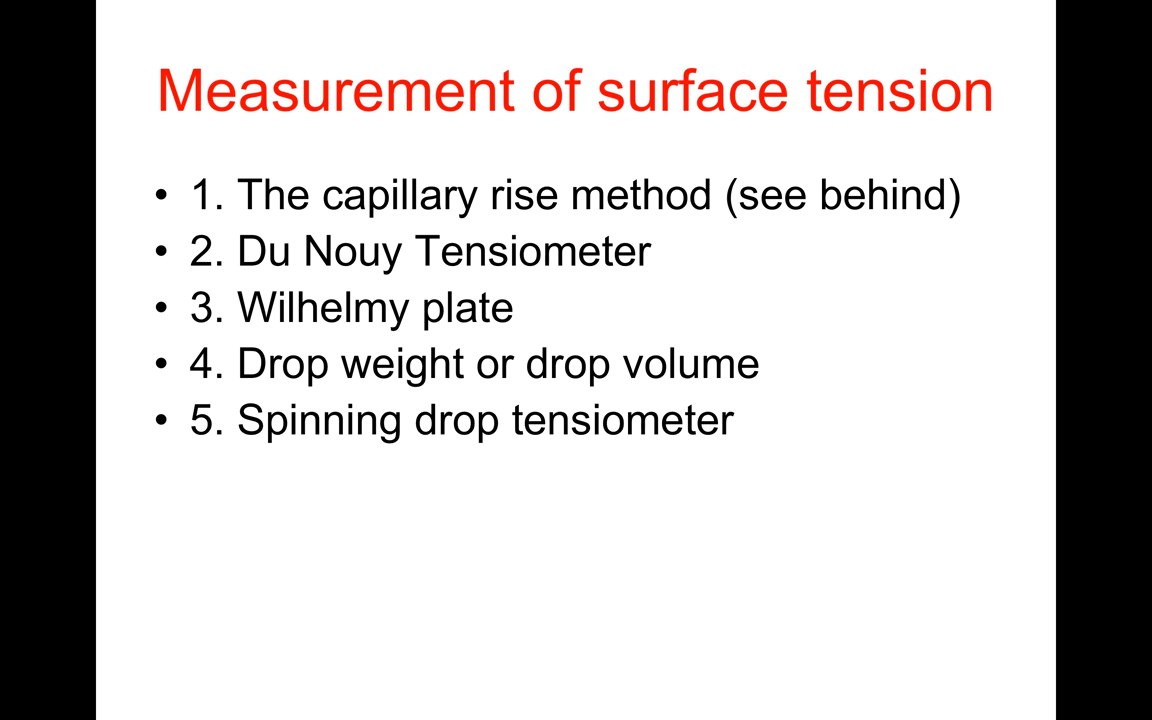 Measurement of surface tension
• 1. The capillary rise method (see behind)
• 2. Du Nouy Tensiometer
• 3. Wilhelmy plate
• 4. Drop weight or drop volume
• 5. Spinning drop tensiometer